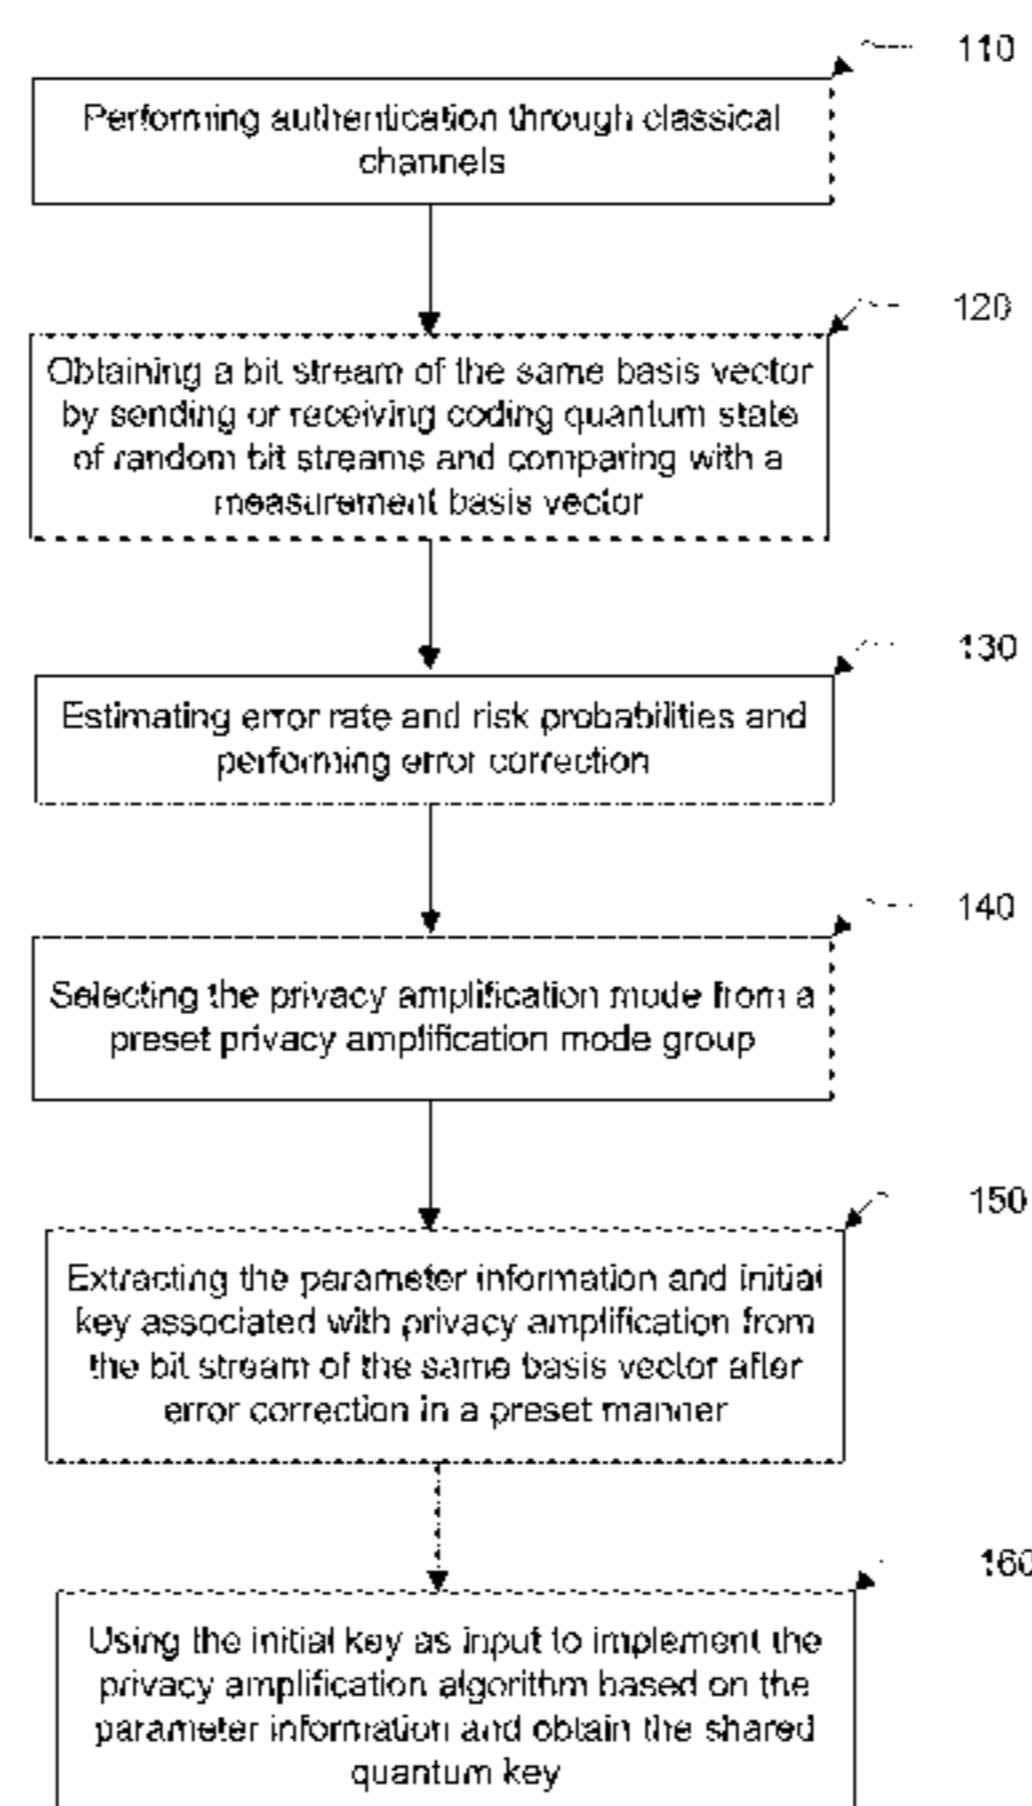 110
Performing authentication through classical
channels
120
Obtaining a bit stream of the same basis vector
by sending or receiving coding quantum state
of random bit streams and comparing with a
measurement basis vector
130
Estimating error rate and risk probabilities and
performing error correction
140
Selecting the privacy amplification mode from a
preset privacy amplification mode group
150
Extracting the parameter information and initial
key associated with privacy amplification from
the bit stream of the same basis vector after
error correction in a preset manner
160
Using the initial key as input to implement the
privacy amplification algorithm based on the
parameter information and obtain the shared
quantum key